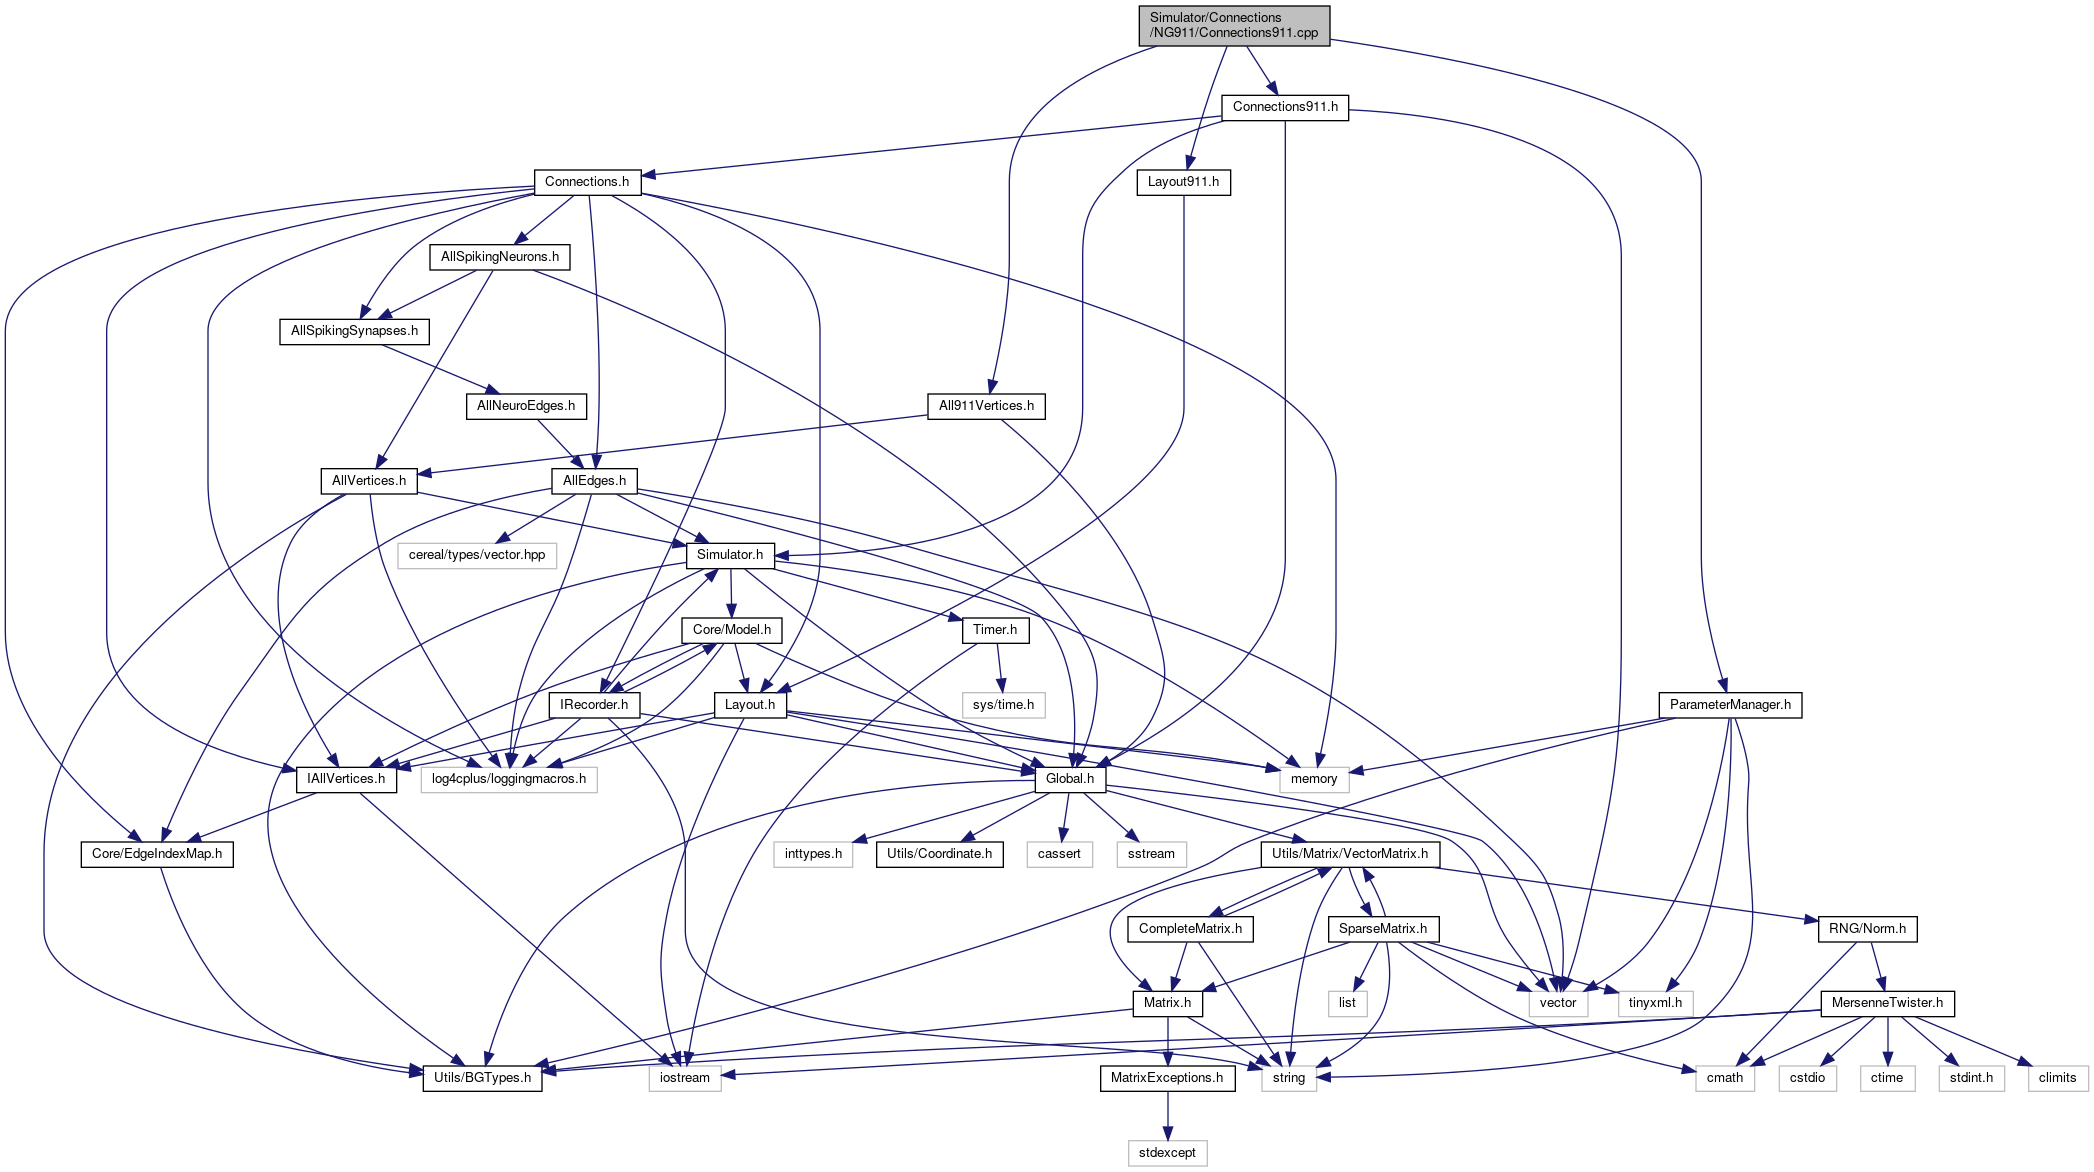 Simulator/Connections
/NG911/Connections911.cpp
Connections911.h
Connections.h
Layout911.h
AllSpikingNeurons.h
AllSpikingSynapses.h
AllNeuroEdges.h
All911Vertices.h
AllVertices.h
AllEdges.h
cereal/types/vector.hpp
Simulator.h
Core/Model.h
Timer.h
IRecorder.h
Layout.h
sys/time.h
ParameterManager.h
IAllVertices.h
log4cplus/loggingmacros.h
Global.h
memory
Core/EdgeIndexMap.h
inttypes.h
Utils/Coordinate.h
cassert
sstream
Utils/Matrix/VectorMatrix.h
CompleteMatrix.h
SparseMatrix.h
RNG/Norm.h
Matrix.h
list
vector
tinyxml.h
MersenneTwister.h
Utils/BGTypes.h
iostream
MatrixExceptions.h
string
cmath
cstdio
ctime
stdint.h
climits
stdexcept